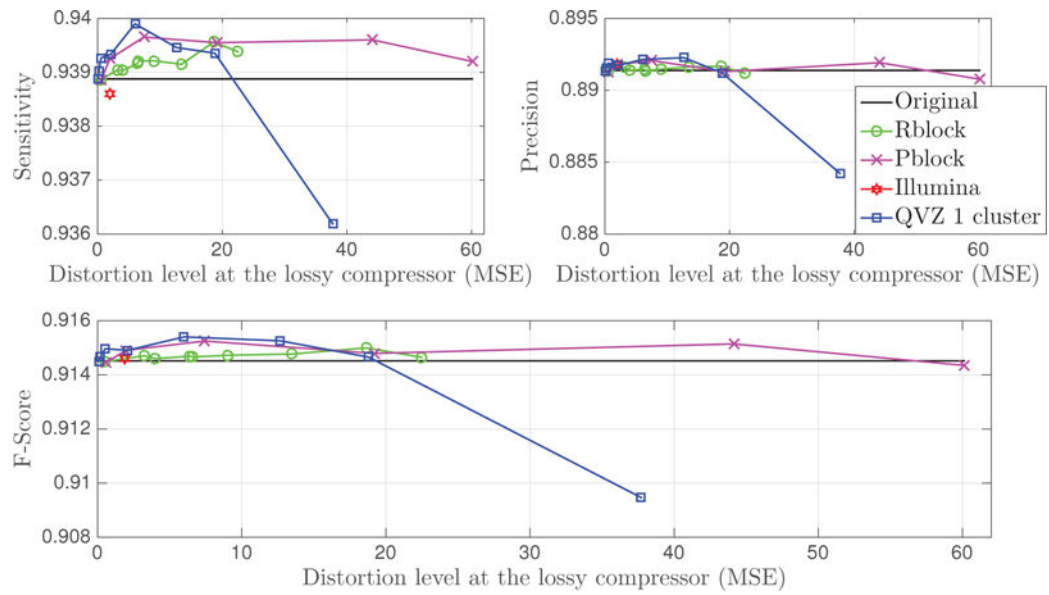 0.94
0.939
0.938
0.937
0.936
Sensitivity
0 20 40 60
Distortion level at the lossy compressor (MSE)
0.895
0.89
0.885
0.88
Precision
0 20 40 60
Distortion level at the lossy compressor (MSE)
Original
Rblock
Pblock
Illumina
QVZ 1 cluster
0.916
0.914
0.912
0.91
0.908
F-Score
0 10 20 30 40 50 60
Distortion level at the lossy compressor (MSE)